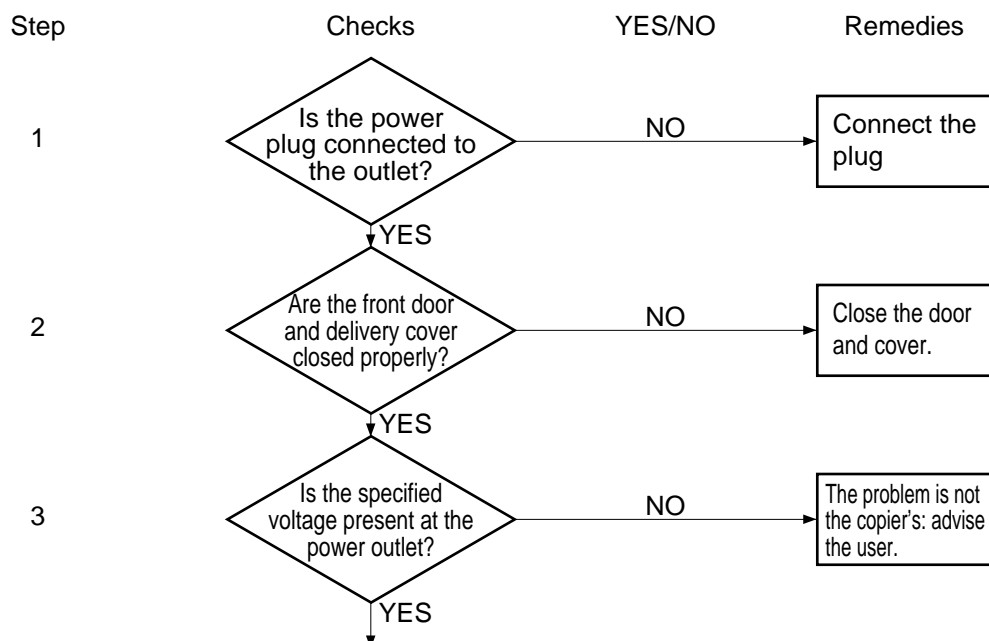 Step Checks YES/NO Remedies
1
Is the power
plug connected to
the outlet?
NO
Connect the
plug
YES
2
Are the front door
and delivery cover
closed properly?
NO
Close the door
and cover.
YES
3
Is the specified
voltage present at the
power outlet?
NO
The problem is not
the copier's: advise
the user.
YES